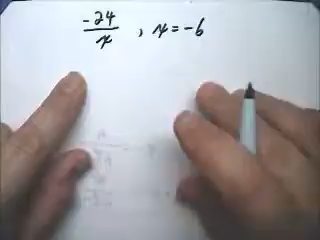 -24/x , x = -6